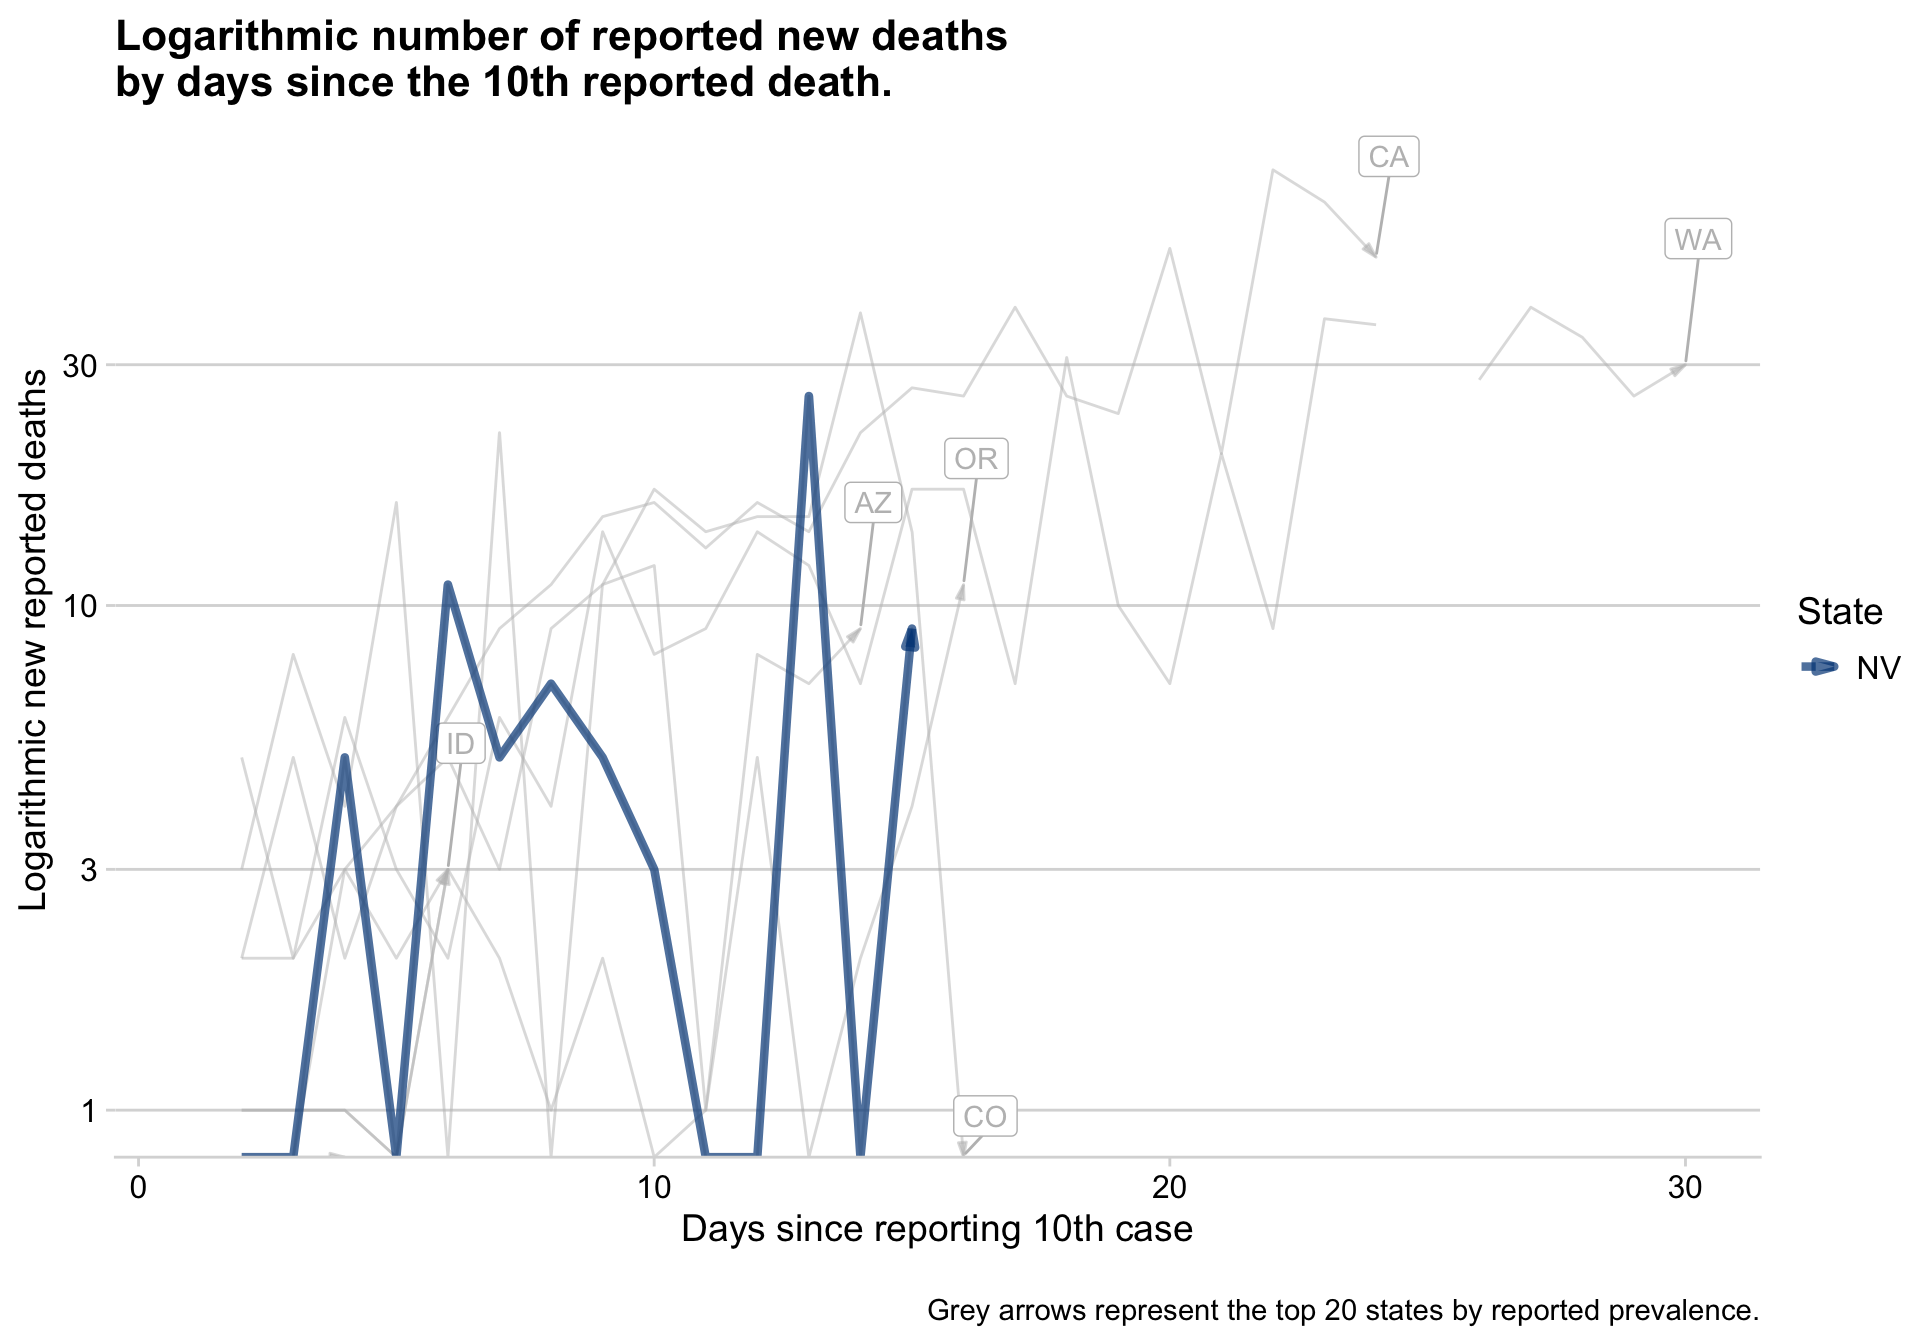 Logarithmic number of reported new deaths
by days since the 10th reported death.
CA
WA
30
OR
AZ
10
ID
3
CO
1
Logarithmic new reported deaths
0 10 20 30
Days since reporting 10th case
State
NV
Grey arrows represent the top 20 states by reported prevalence.